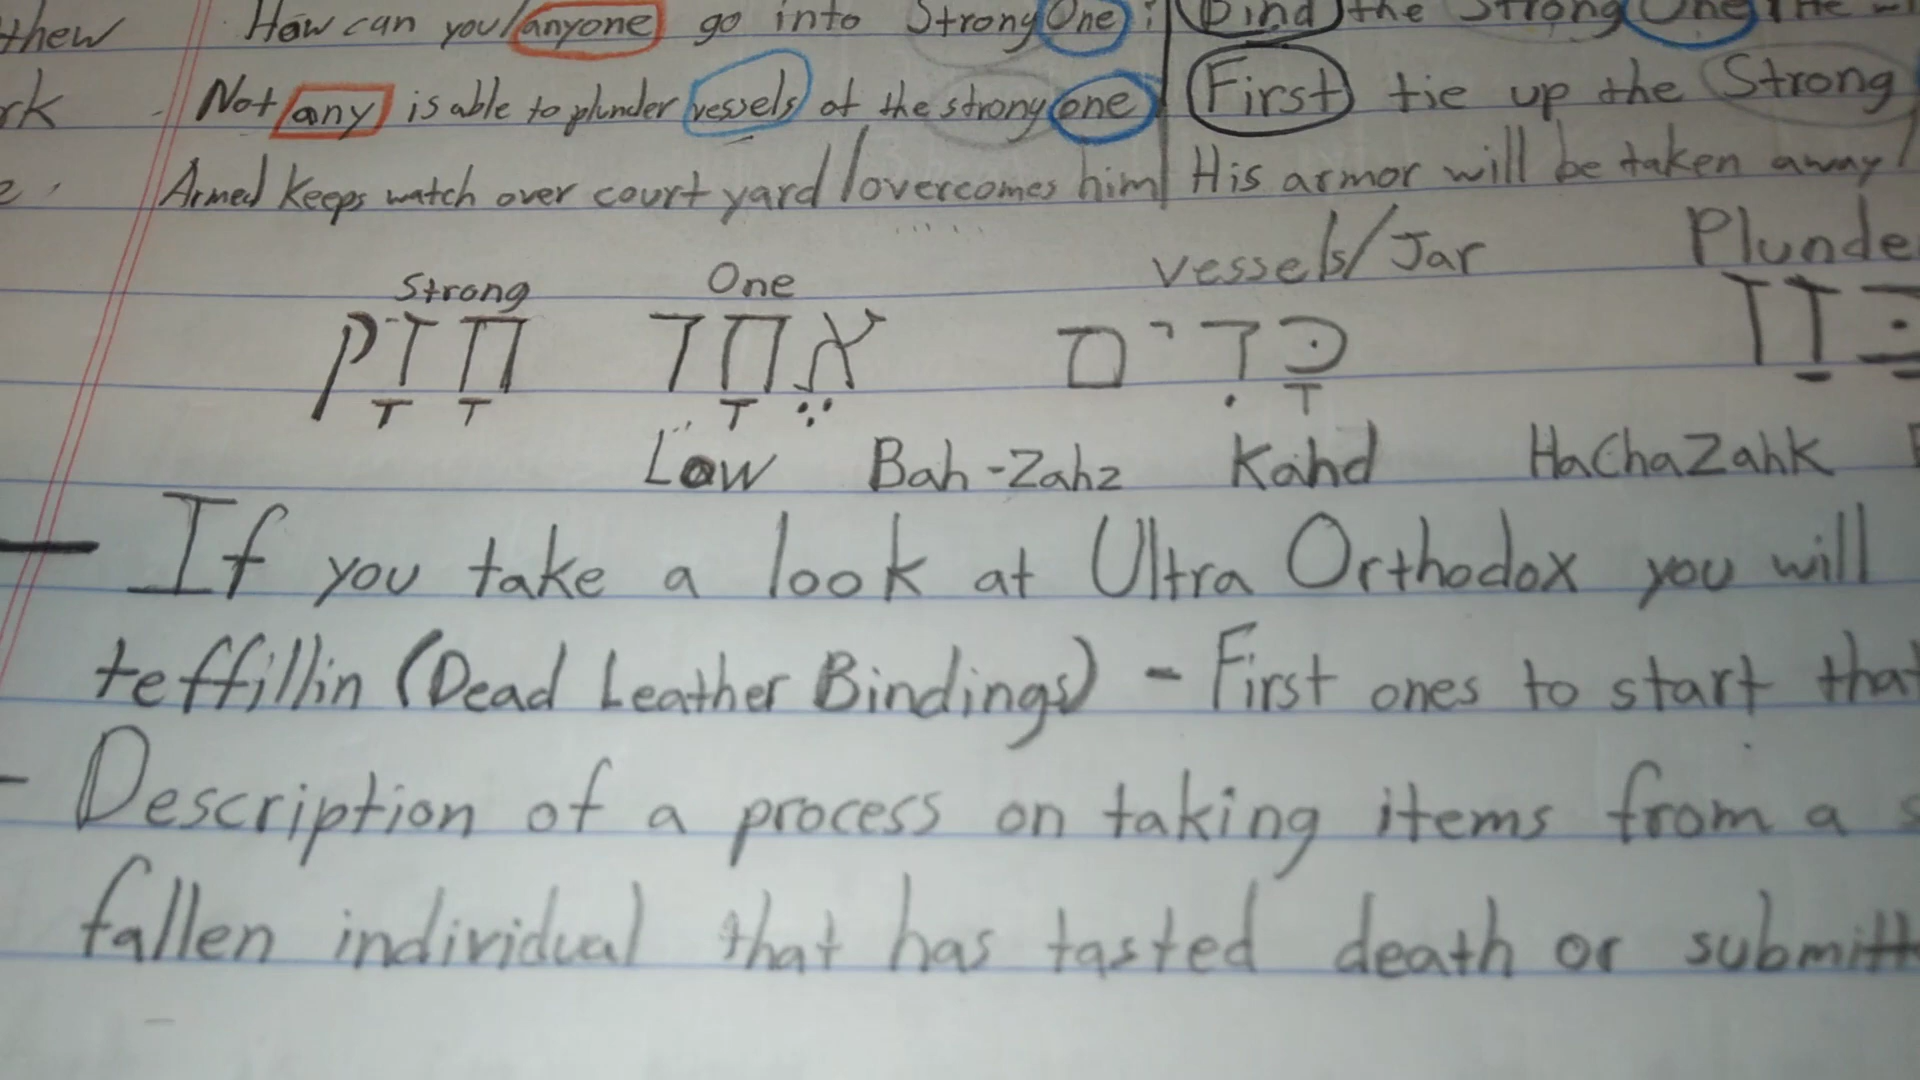 thew How can you/anyone go into Strong One? Bind the Strong One! He
rk Not any is able to plunder vessels of the strong one First tie up the Strong
Armed Keeps watch over court yard/overcomes him His armor will be taken away!
Strong One vessels/Jar Plunde
חָזָק אֶחָד כָּדִים בַּזַז
Law Bah-Zahz Kahd HaChaZahk
- If you take a look at Ultra Orthodox you will
teffillin (Dead Leather Bindings) - First ones to start that
- Description of a process on taking items from a s
fallen individual that has tasted death or submitt